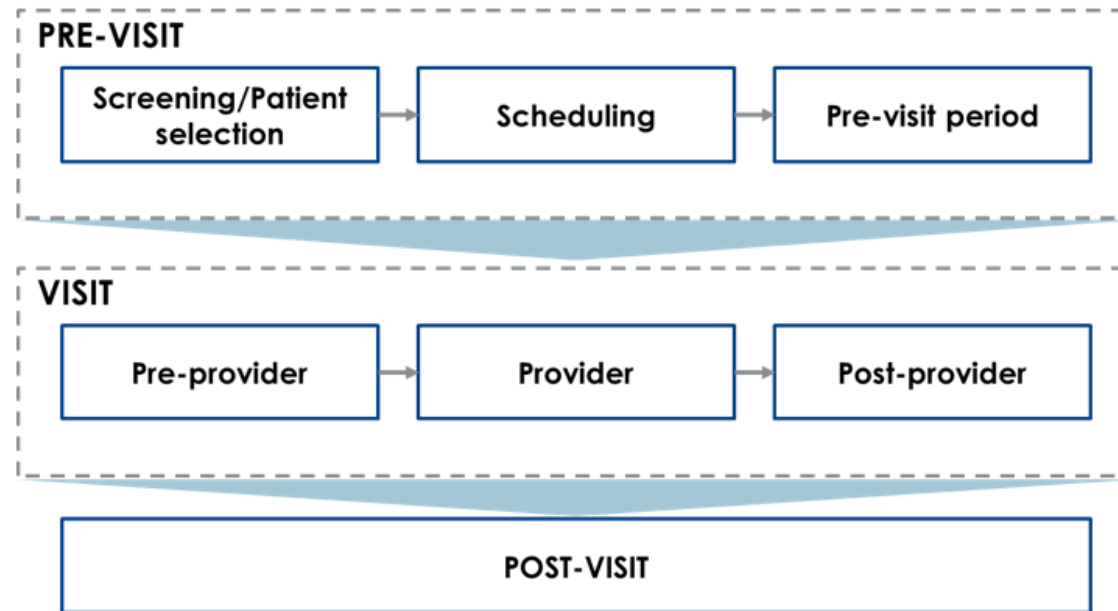 PRE-VISIT
Screening/Patient
selection
Scheduling
Pre-visit period
VISIT
Pre-provider
Provider
Post-provider
POST-VISIT